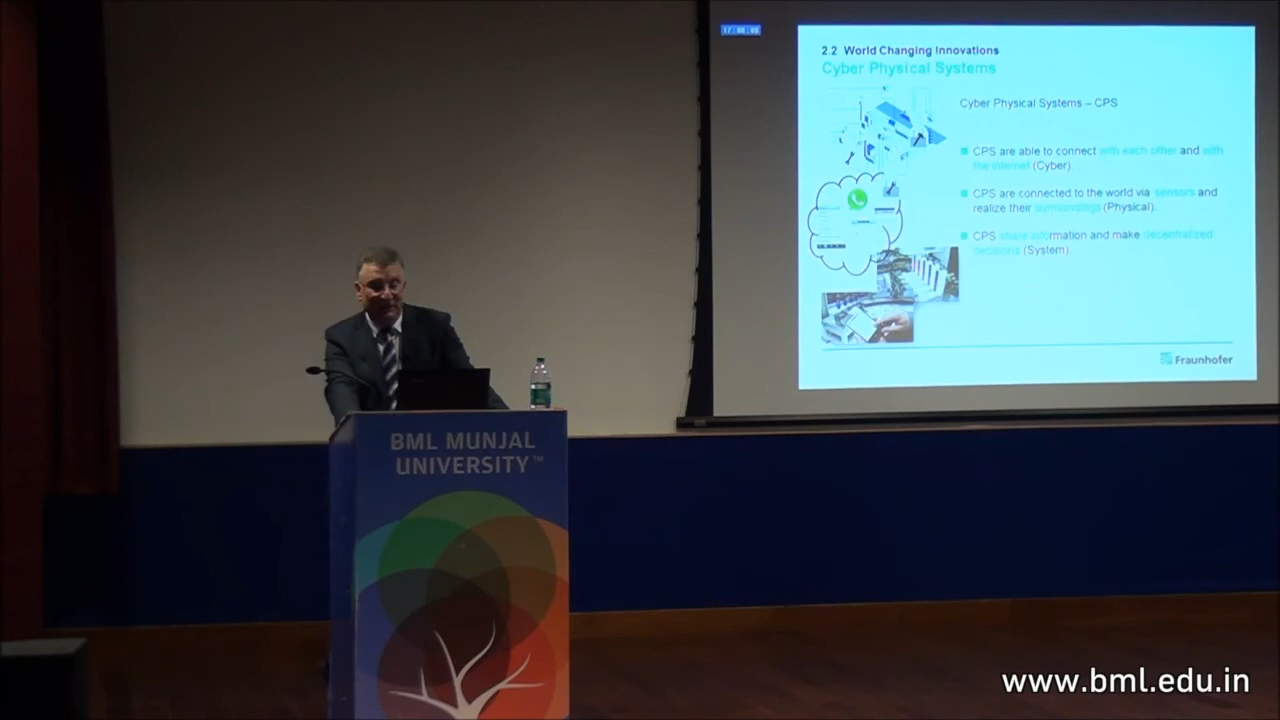 2.2 World Changing Innovations
Cyber Physical Systems
Cyber Physical Systems – CPS
CPS are able to connect with each other and with
the internet (Cyber).
CPS are connected to the world via sensors and
realize their surroundings (Physical).
CPS share information and make decentralized
decisions (System).
Fraunhofer
BML MUNJAL
UNIVERSITY™
www.bml.edu.in